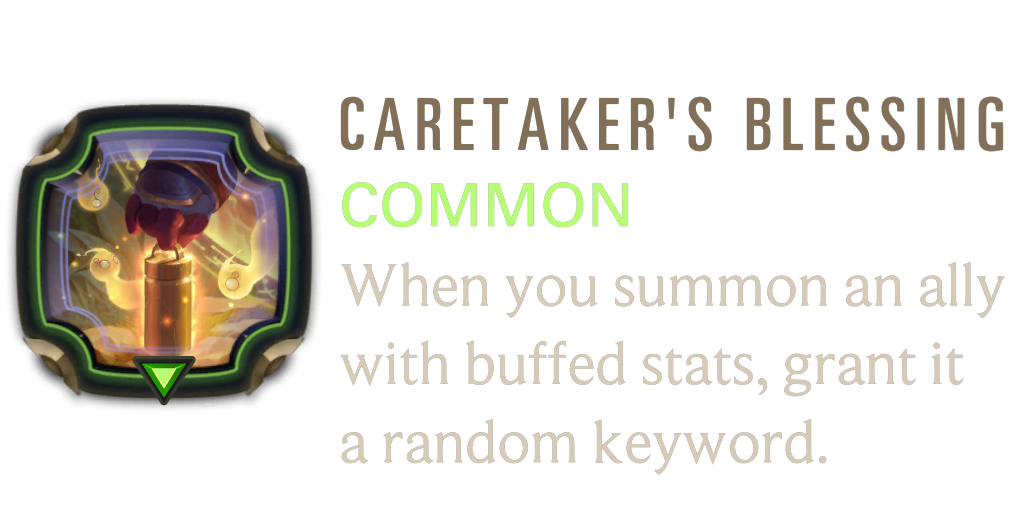 CARETAKER'S BLESSING
COMMON
When you summon an ally
with buffed stats, grant it
a random keyword.